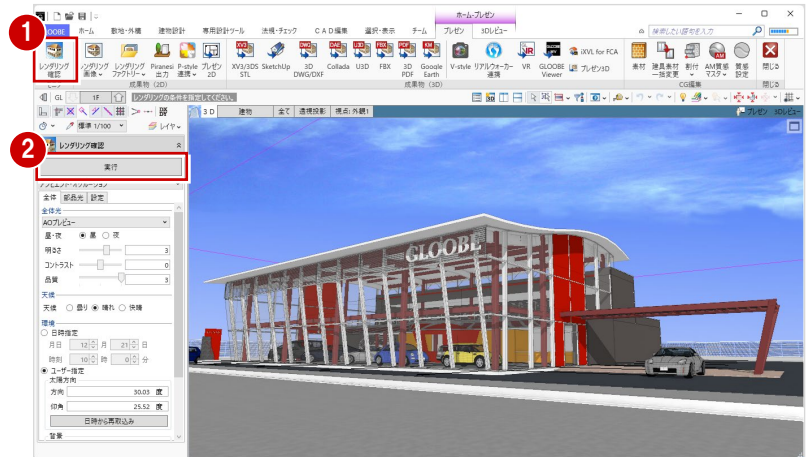 ホーム-プレゼン
1
GLOOBE ホーム 敷地・外構 建物設計 専用設計ツール 法規・チェック CAD編集 選択・表示 チーム プレゼン 3Dレビュー
検索したい語句を入力
レンダリング確認 レンダリング画像 レンダリングファクトリー Piranesi出力 P-style連携 プレゼン2D
XV3/3DS STL SketchUp 3D DWG/DXF Collada U3D FBX 3D PDF Google Earth
V-style リアルウォーカー連携 VR GLOOBE Viewer iXVL for FCA プレゼン3D
素材 建具素材一括変更 割付 AM質感マスタ 質感設定 閉じる
成果物(2D) 成果物(3D) CG編集 閉じる
GL 1F レンダリングの条件を指定してください。
標準 1/100 レイヤ
3D 建物 全て 透視投影 視点:外観1
プレゼン 3Dレビュー
2
レンダリング確認
実行
アンビエント・オクルージョン
全体 部品光 設定
全体光
AOプレビュー
昼・夜 昼 夜
明るさ 3
コントラスト 0
品質 3
天候
天候 曇り 晴れ 快晴
環境
日時指定
月日 12 月 21 日
時刻 10 時 0 分
ユーザー指定
太陽方向
方向 30.03 度
仰角 25.52 度
日時から再取込み
背景
GLOOBE